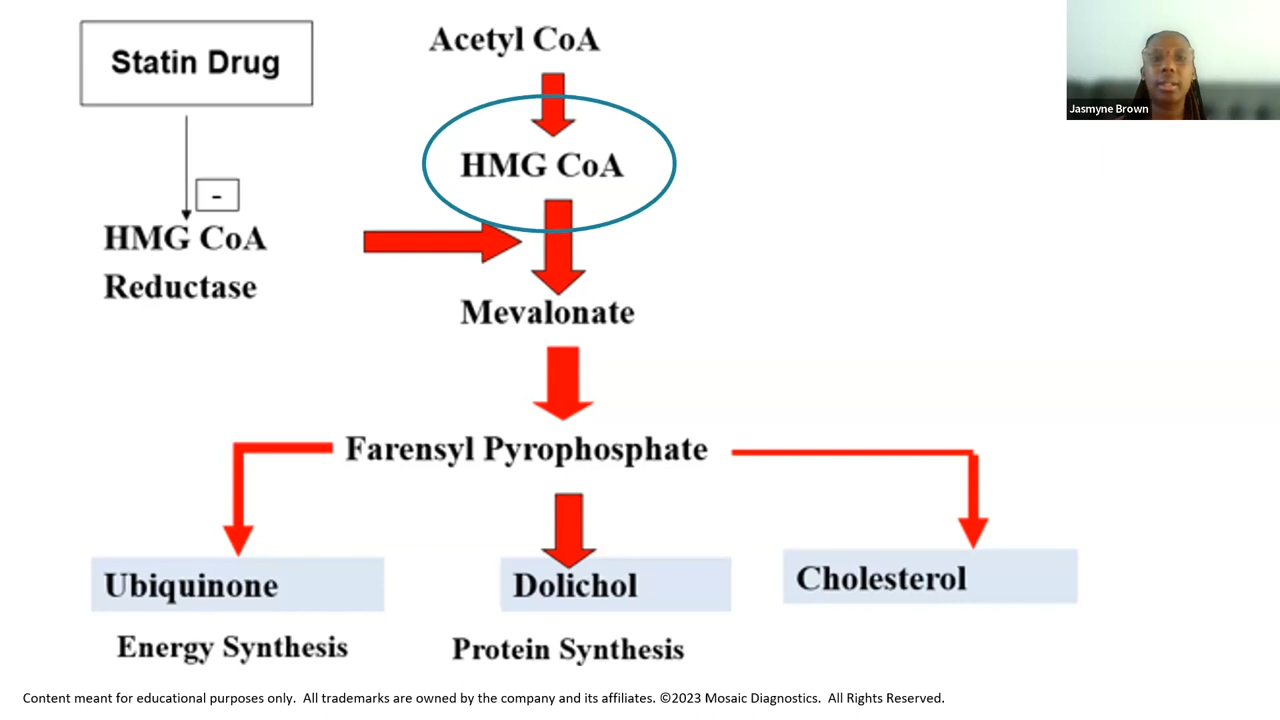 Statin Drug
Acetyl CoA
Jasmyne Brown
HMG CoA
-
HMG CoA
Reductase
Mevalonate
Farensyl Pyrophosphate
Ubiquinone
Dolichol
Cholesterol
Energy Synthesis
Protein Synthesis
Content meant for educational purposes only. All trademarks are owned by the company and its affiliates. ©2023 Mosaic Diagnostics. All Rights Reserved.